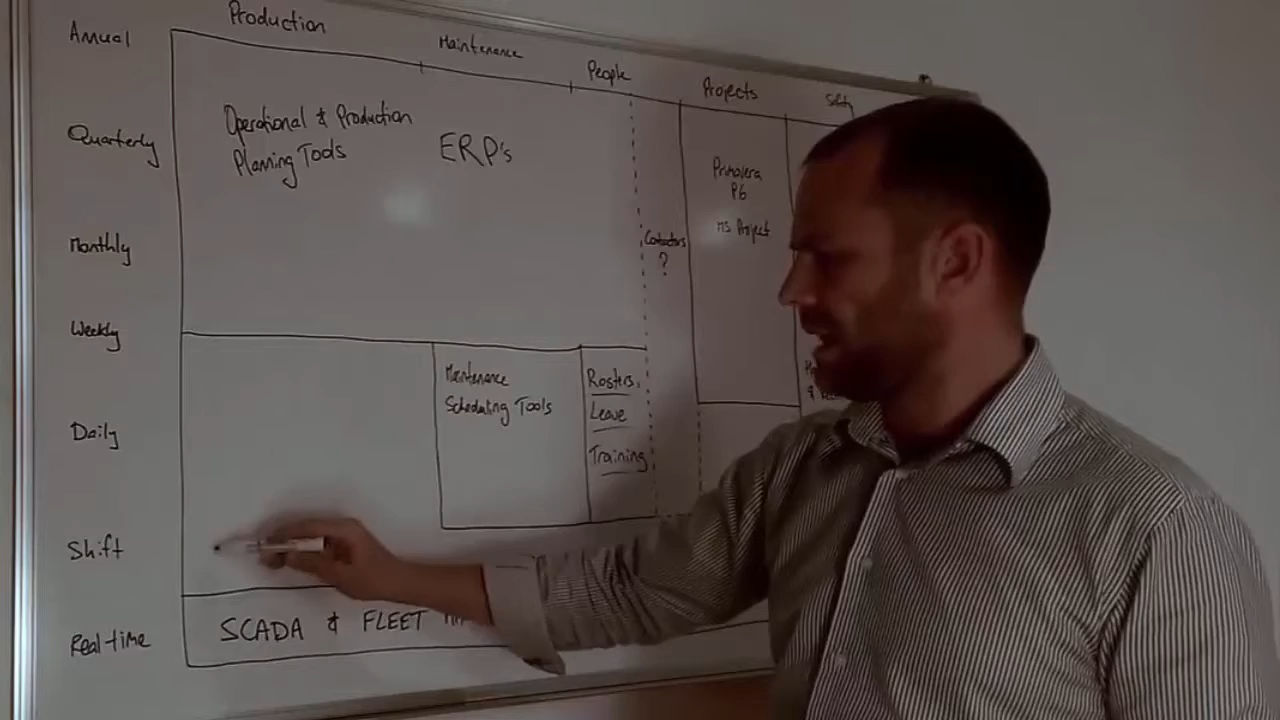 Production
Maintenance
People
Projects
Annual
Quarterly
Monthly
Weekly
Daily
Shift
Real-time
Operational & Production
Planning Tools
ERP's
Contractors
?
Primavera
P6
MS Project
Maintenance
Scheduling Tools
Rosters,
Leave
Training
SCADA & FLEET